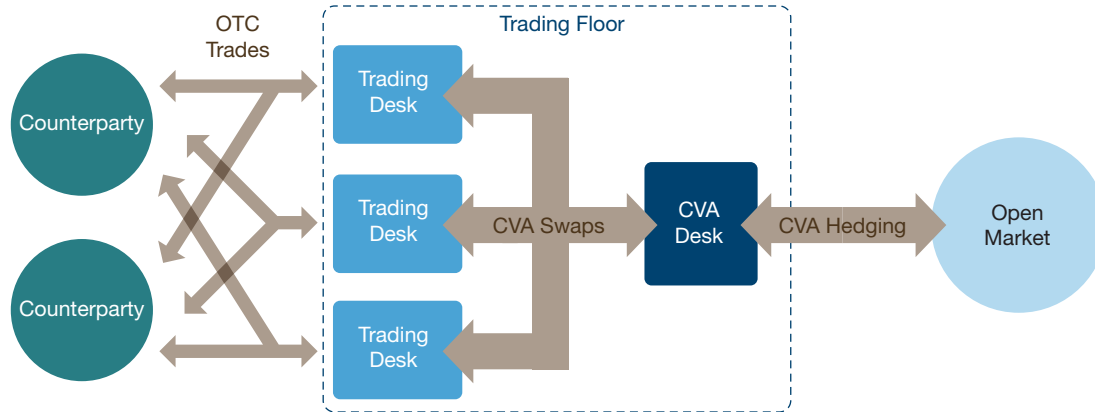 OTC
Trades
Trading Floor
Counterparty
Counterparty
Trading
Desk
Trading
Desk
Trading
Desk
CVA Swaps
CVA
Desk
CVA Hedging
Open
Market